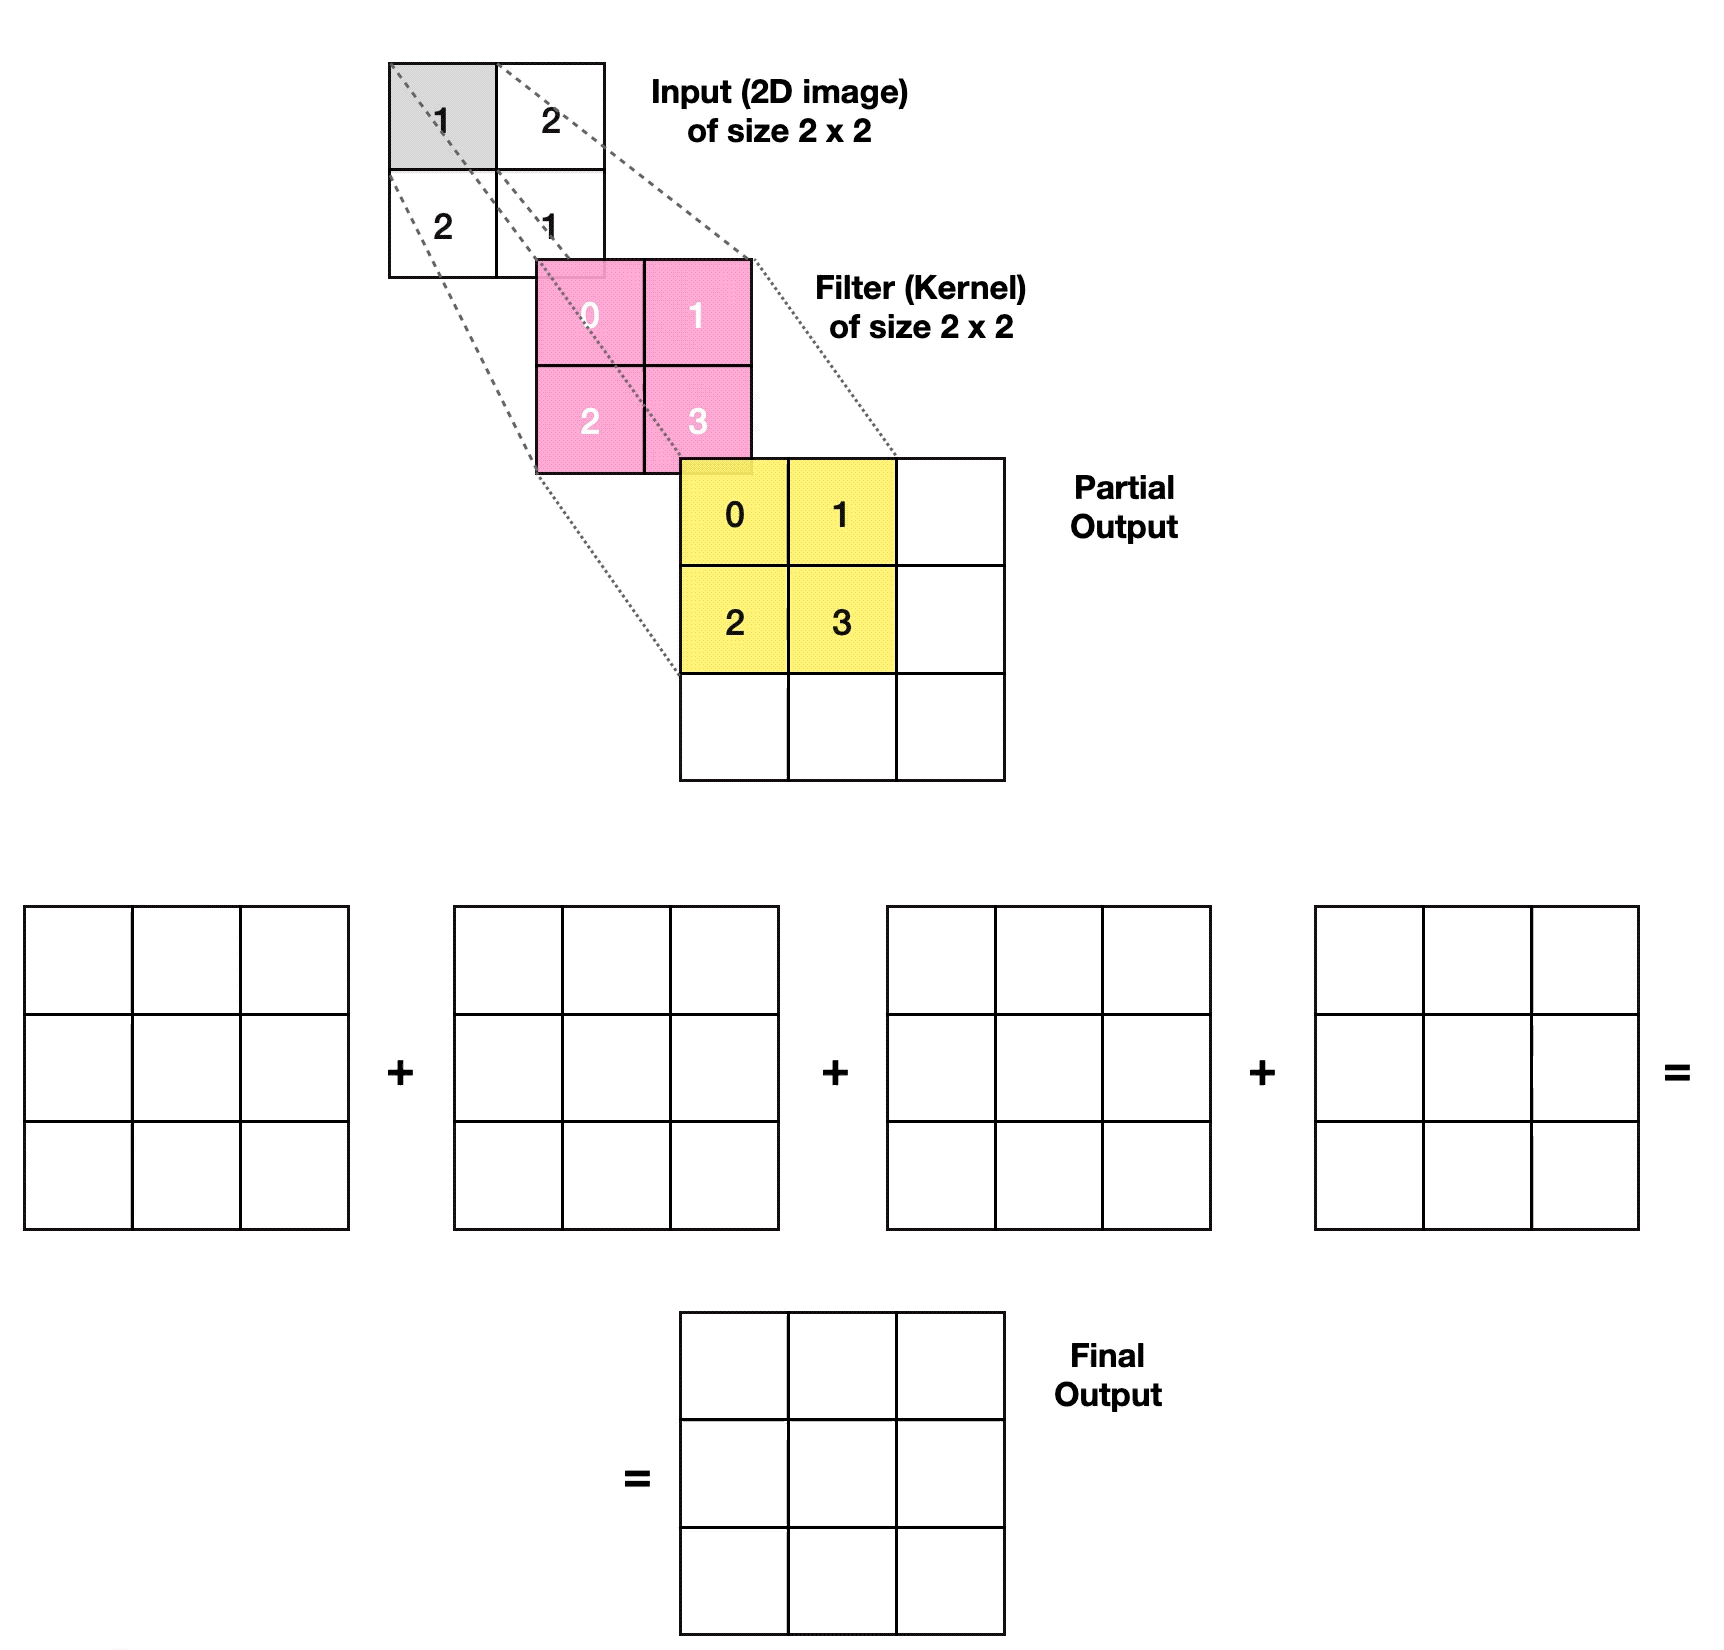 1 2
Input (2D image)
of size 2 x 2
2 1
0 1
Filter (Kernel)
of size 2 x 2
2 3
0 1
Partial
Output
2 3
+ + + =
Final
Output
=